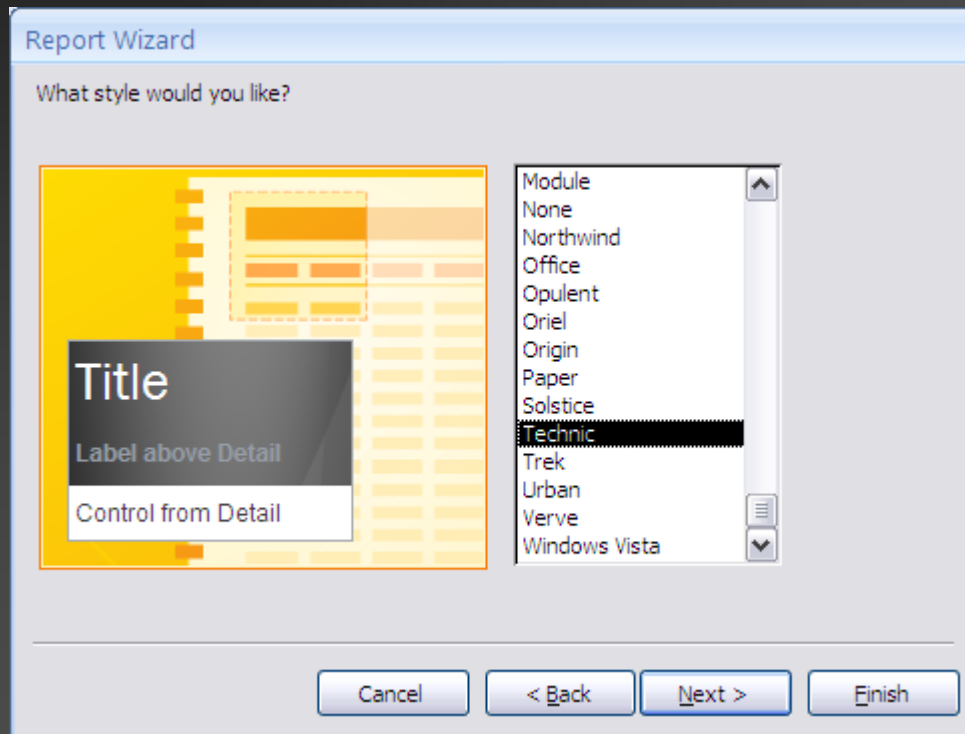 Report Wizard
What style would you like?
Title
Label above Detail
Control from Detail
Module
None
Northwind
Office
Opulent
Oriel
Origin
Paper
Solstice
Technic
Trek
Urban
Verve
Windows Vista
Cancel
< Back
Next >
Finish